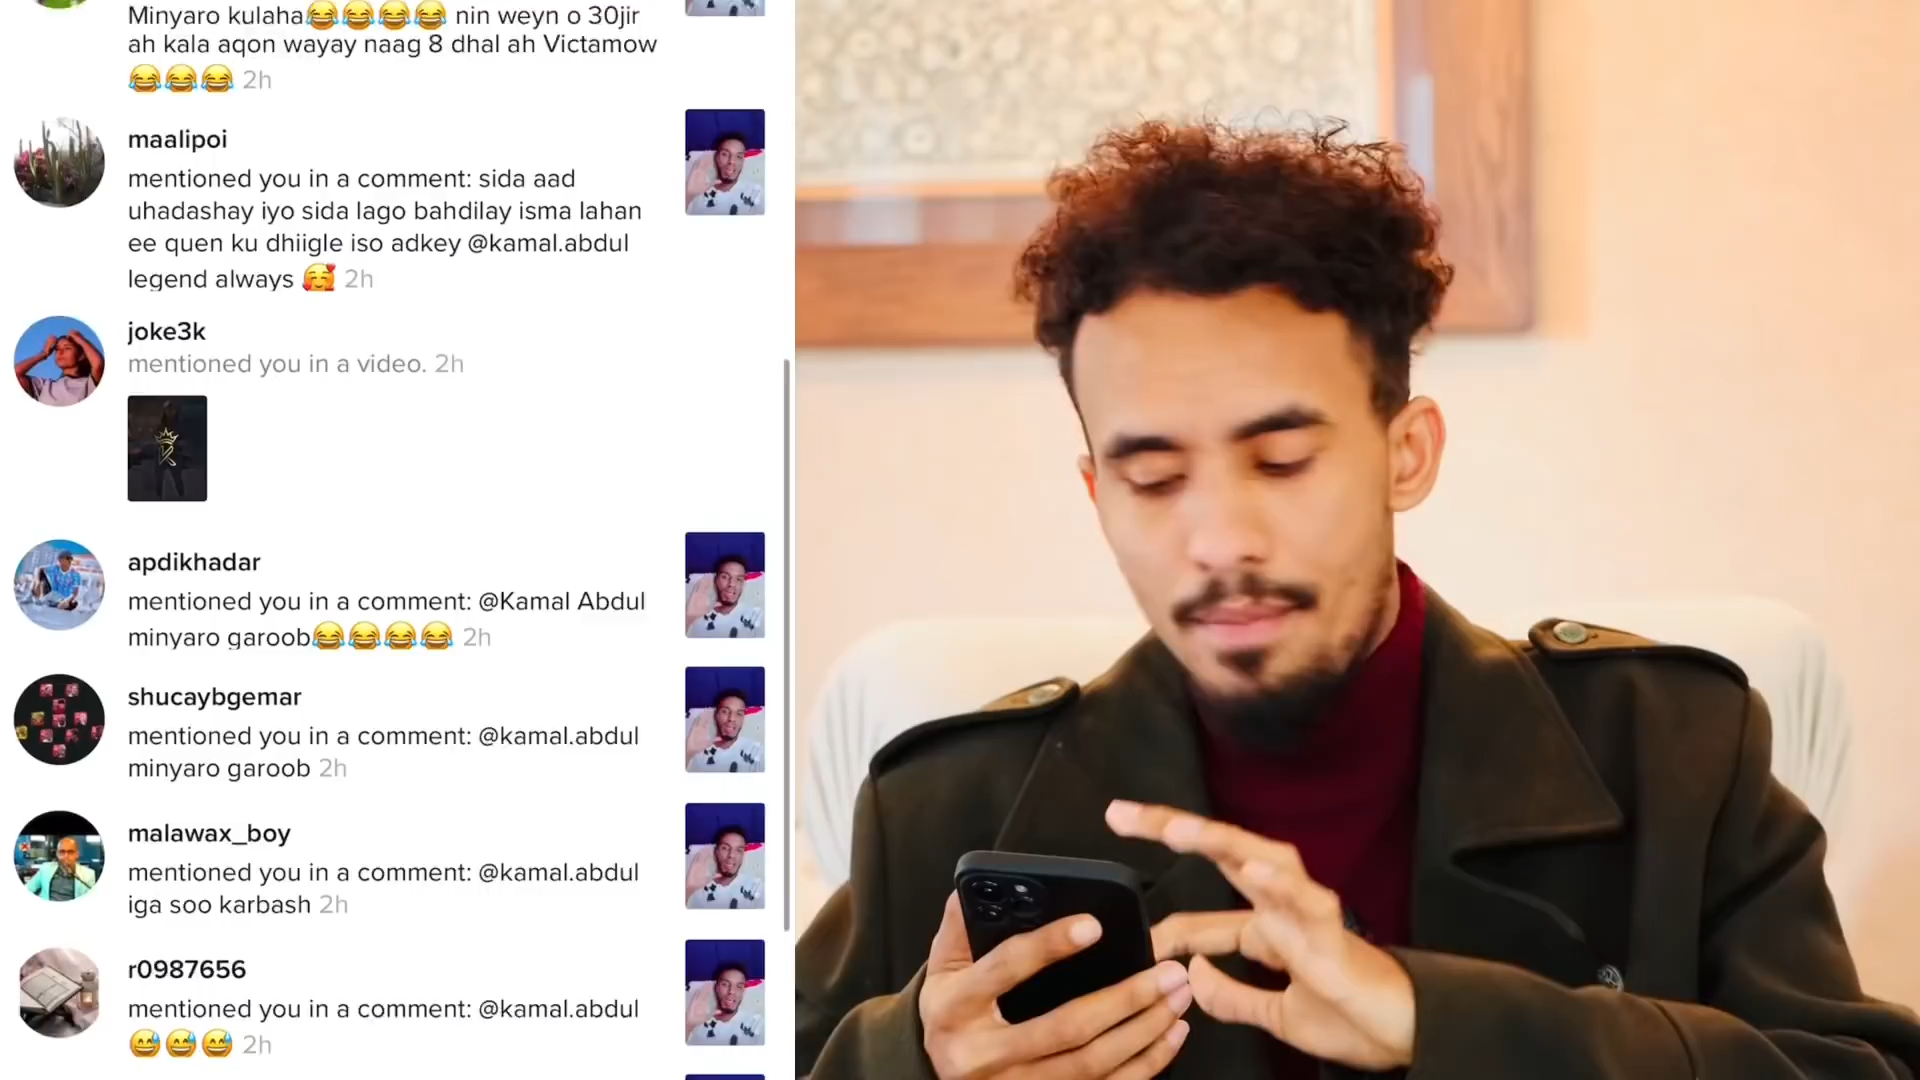 Minyaro kulaha😂😂😂😂 nin weyn o 30jir
ah kala aqon wayay naag 8 dhal ah Victamow
😂😂😂 2h
maalipoi
mentioned you in a comment: sida aad
uhadashay iyo sida lago bahdilay isma lahan
ee quen ku dhiigle iso adkey @kamal.abdul
legend always 🥰 2h
joke3k
mentioned you in a video. 2h
apdikhadar
mentioned you in a comment: @Kamal Abdul
minyaro garoob😂😂😂😂 2h
shucaybgemar
mentioned you in a comment: @kamal.abdul
minyaro garoob 2h
malawax_boy
mentioned you in a comment: @kamal.abdul
iga soo karbash 2h
r0987656
mentioned you in a comment: @kamal.abdul
😅😅😅 2h